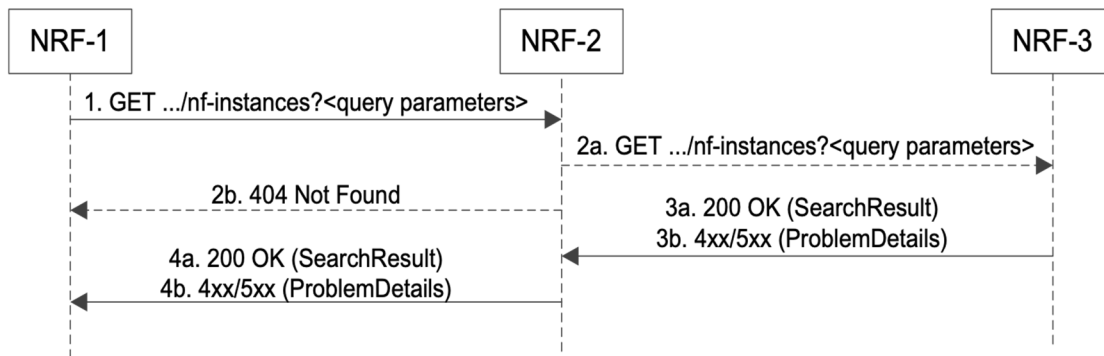 NRF-1
NRF-2
NRF-3
1. GET .../nf-instances?<query parameters>
2a. GET .../nf-instances?<query parameters>
2b. 404 Not Found
3a. 200 OK (SearchResult)
3b. 4xx/5xx (ProblemDetails)
4a. 200 OK (SearchResult)
4b. 4xx/5xx (ProblemDetails)